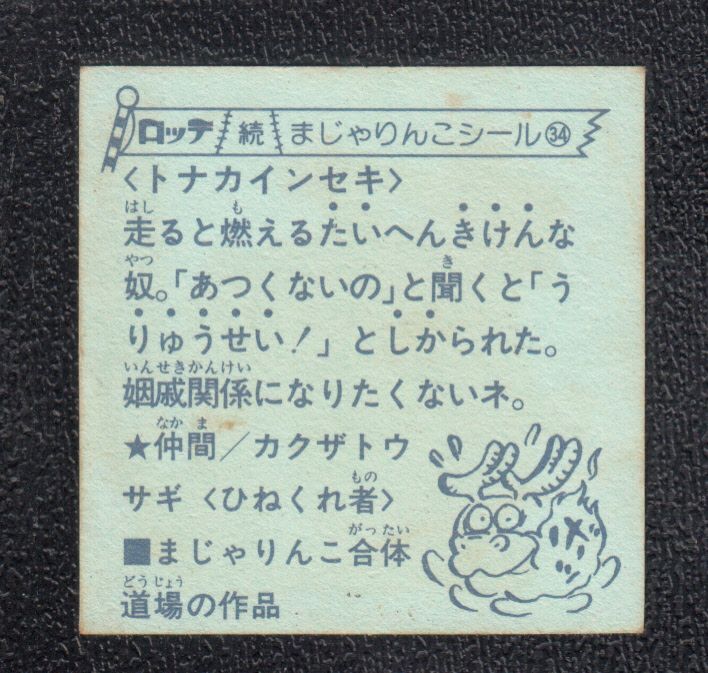 ロッテ 続 まじゃりんこシール㉞
〈トナカインセキ〉
走ると燃えるたいへんきけんな
奴。「あつくないの」と聞くと「う
りゅうせい！」としかられた。
姻戚関係になりたくないネ。
★仲間／カクザトウ
サギ〈ひねくれ者〉
■まじゃりんこ合体
道場の作品